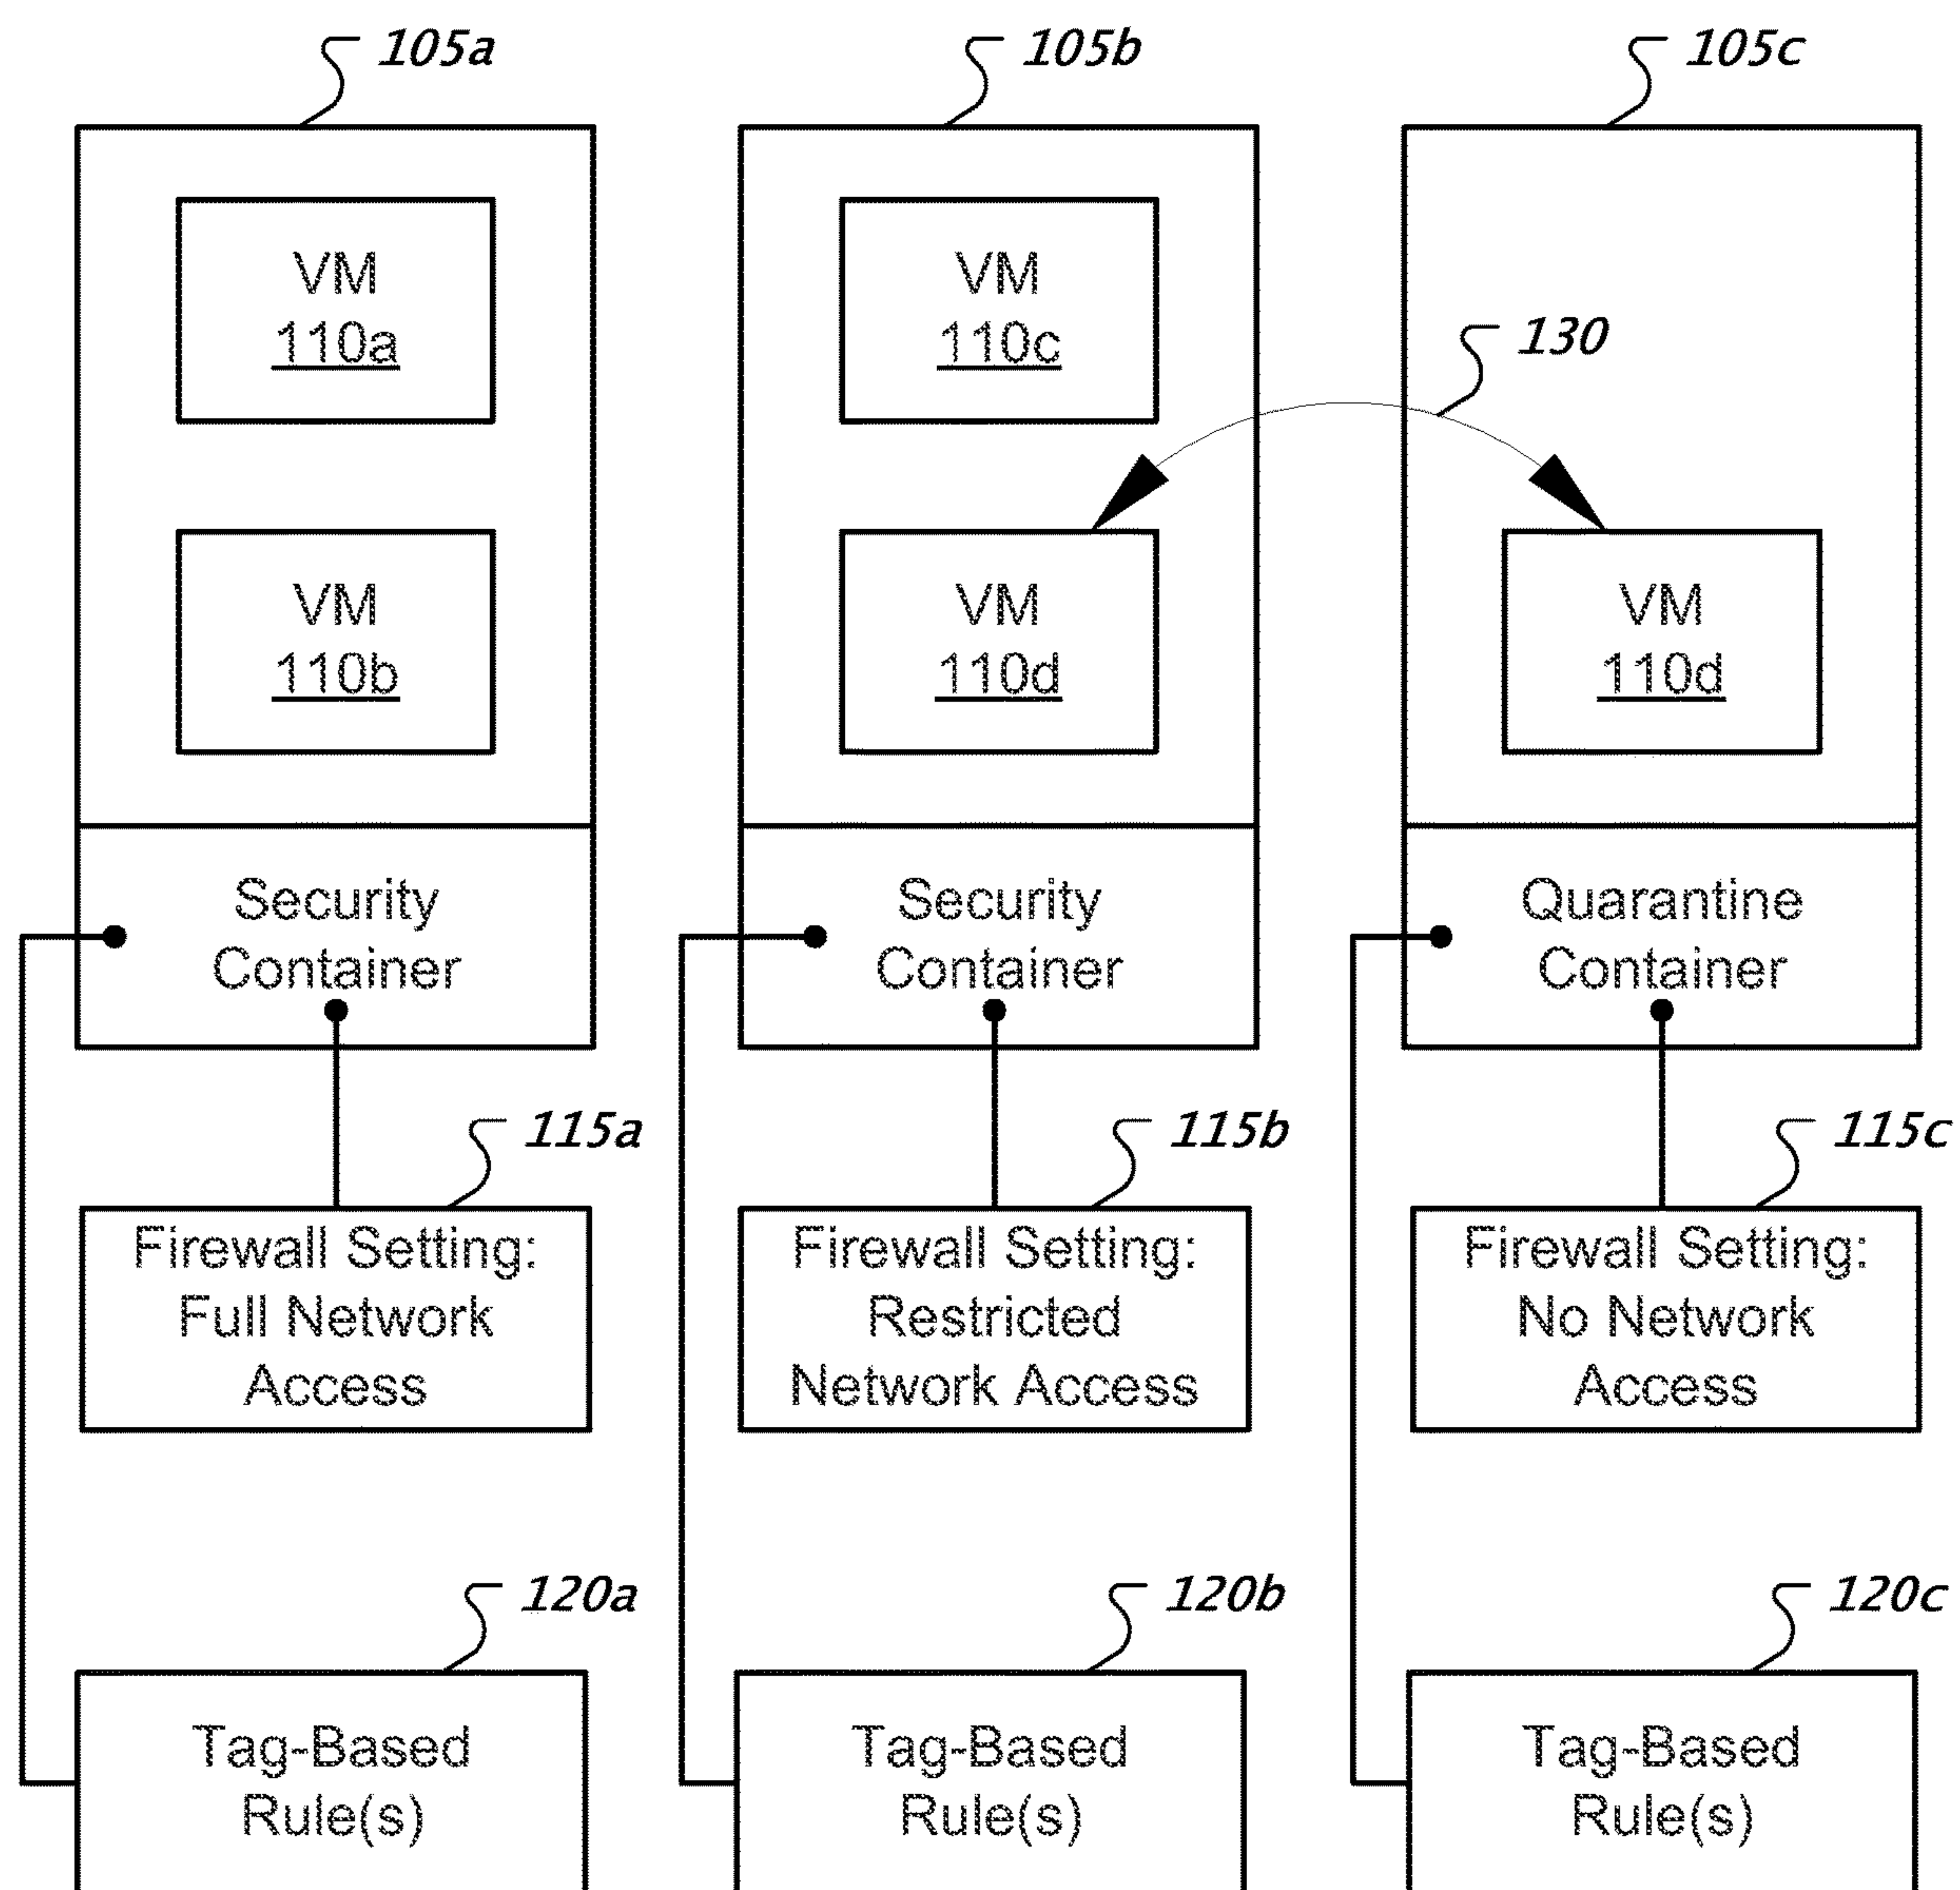 105a
105b
105c
VM
110a
VM
110c
130
VM
110b
VM
110d
VM
110d
Security
Container
Security
Container
Quarantine
Container
115a
115b
115c
Firewall Setting:
Full Network
Access
Firewall Setting:
Restricted
Network Access
Firewall Setting:
No Network
Access
120a
120b
120c
Tag-Based
Rule(s)
Tag-Based
Rule(s)
Tag-Based
Rule(s)